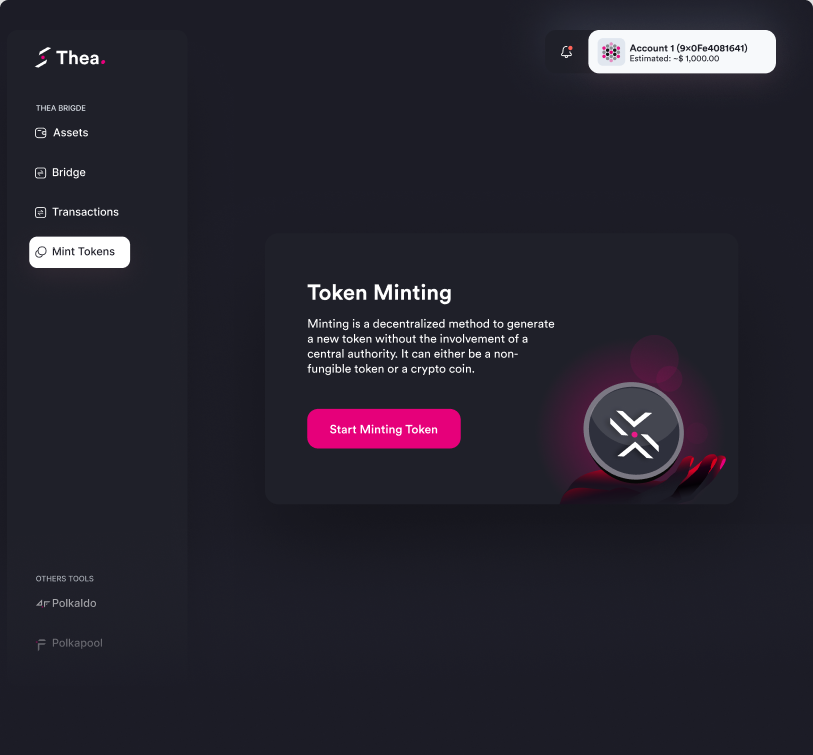 Thea.
Account 1 (9x0Fe4081641)
Estimated: ~$ 1,000.00
THEA BRIGDE
Assets
Bridge
Transactions
Mint Tokens
Token Minting
Minting is a decentralized method to generate
a new token without the involvement of a
central authority. It can either be a non-
fungible token or a crypto coin.
Start Minting Token
OTHERS TOOLS
Polkaldo
Polkapool